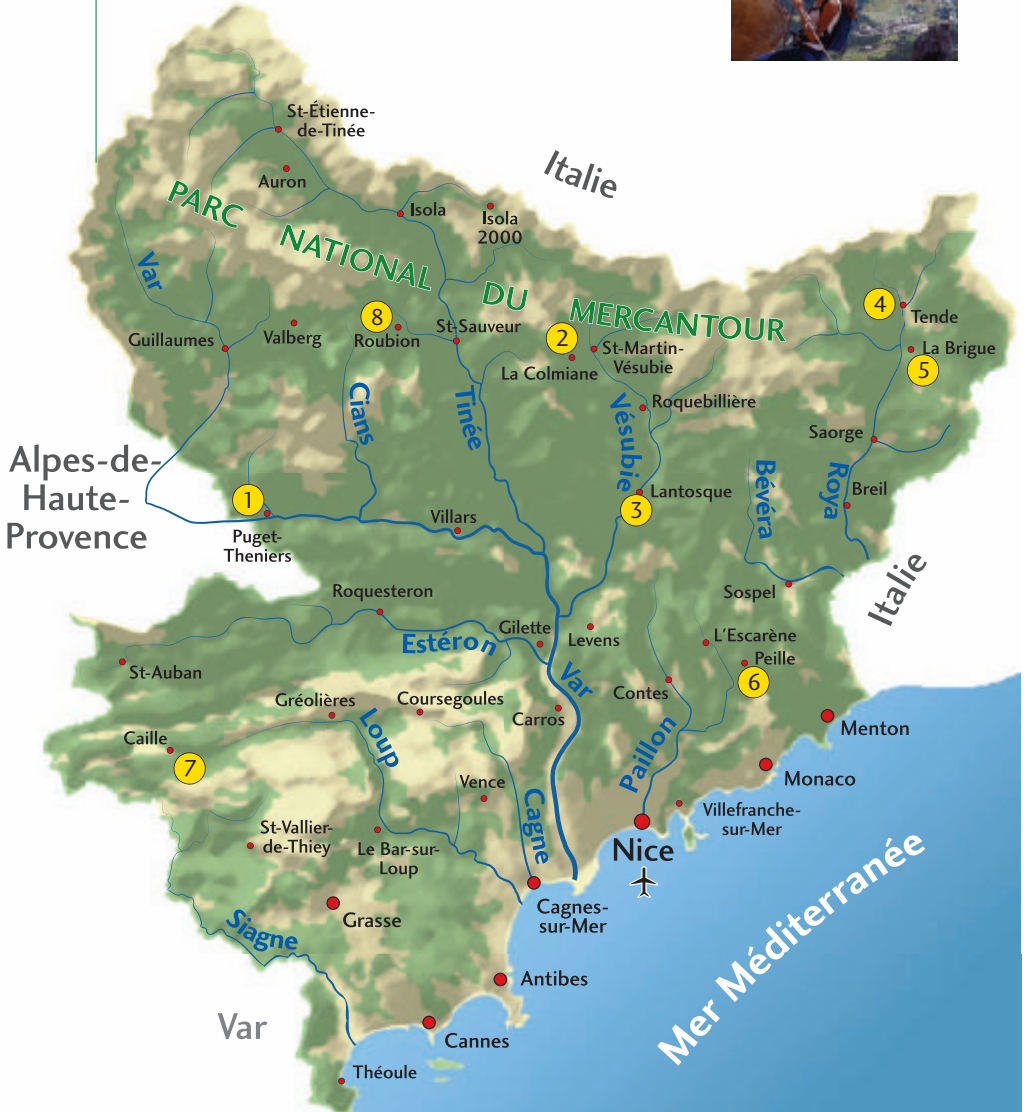 St-Étienne-
de-Tinée
Auron
Italie
PARC NATIONAL DU MERCANTOUR
Isola
Isola
2000
Var
8
4
Tende
Guillaumes
Valberg
Roubion
St-Sauveur
2
St-Martin-
Vésubie
La Brigue
La Colmiane
5
Cians
Tinée
Vésubie
Roquebillière
Saorge
Alpes-de-
Haute-
Provence
Bévéra
Roya
1
3
Lantosque
Breil
Puget-
Theniers
Villars
Italie
Roquesteron
Sospel
Estéron
Gilette
Levens
L'Escarène
St-Auban
Peille
6
Gréolières
Coursegoules
Var
Contes
Carros
Menton
Caille
7
Loup
Paillon
Monaco
Vence
Cagne
Villefranche-
sur-Mer
St-Vallier-
de-Thiey
Le Bar-sur-
Loup
Nice
Cagnes-
sur-Mer
Grasse
Siagne
Mer Méditerranée
Antibes
Var
Cannes
Théoule